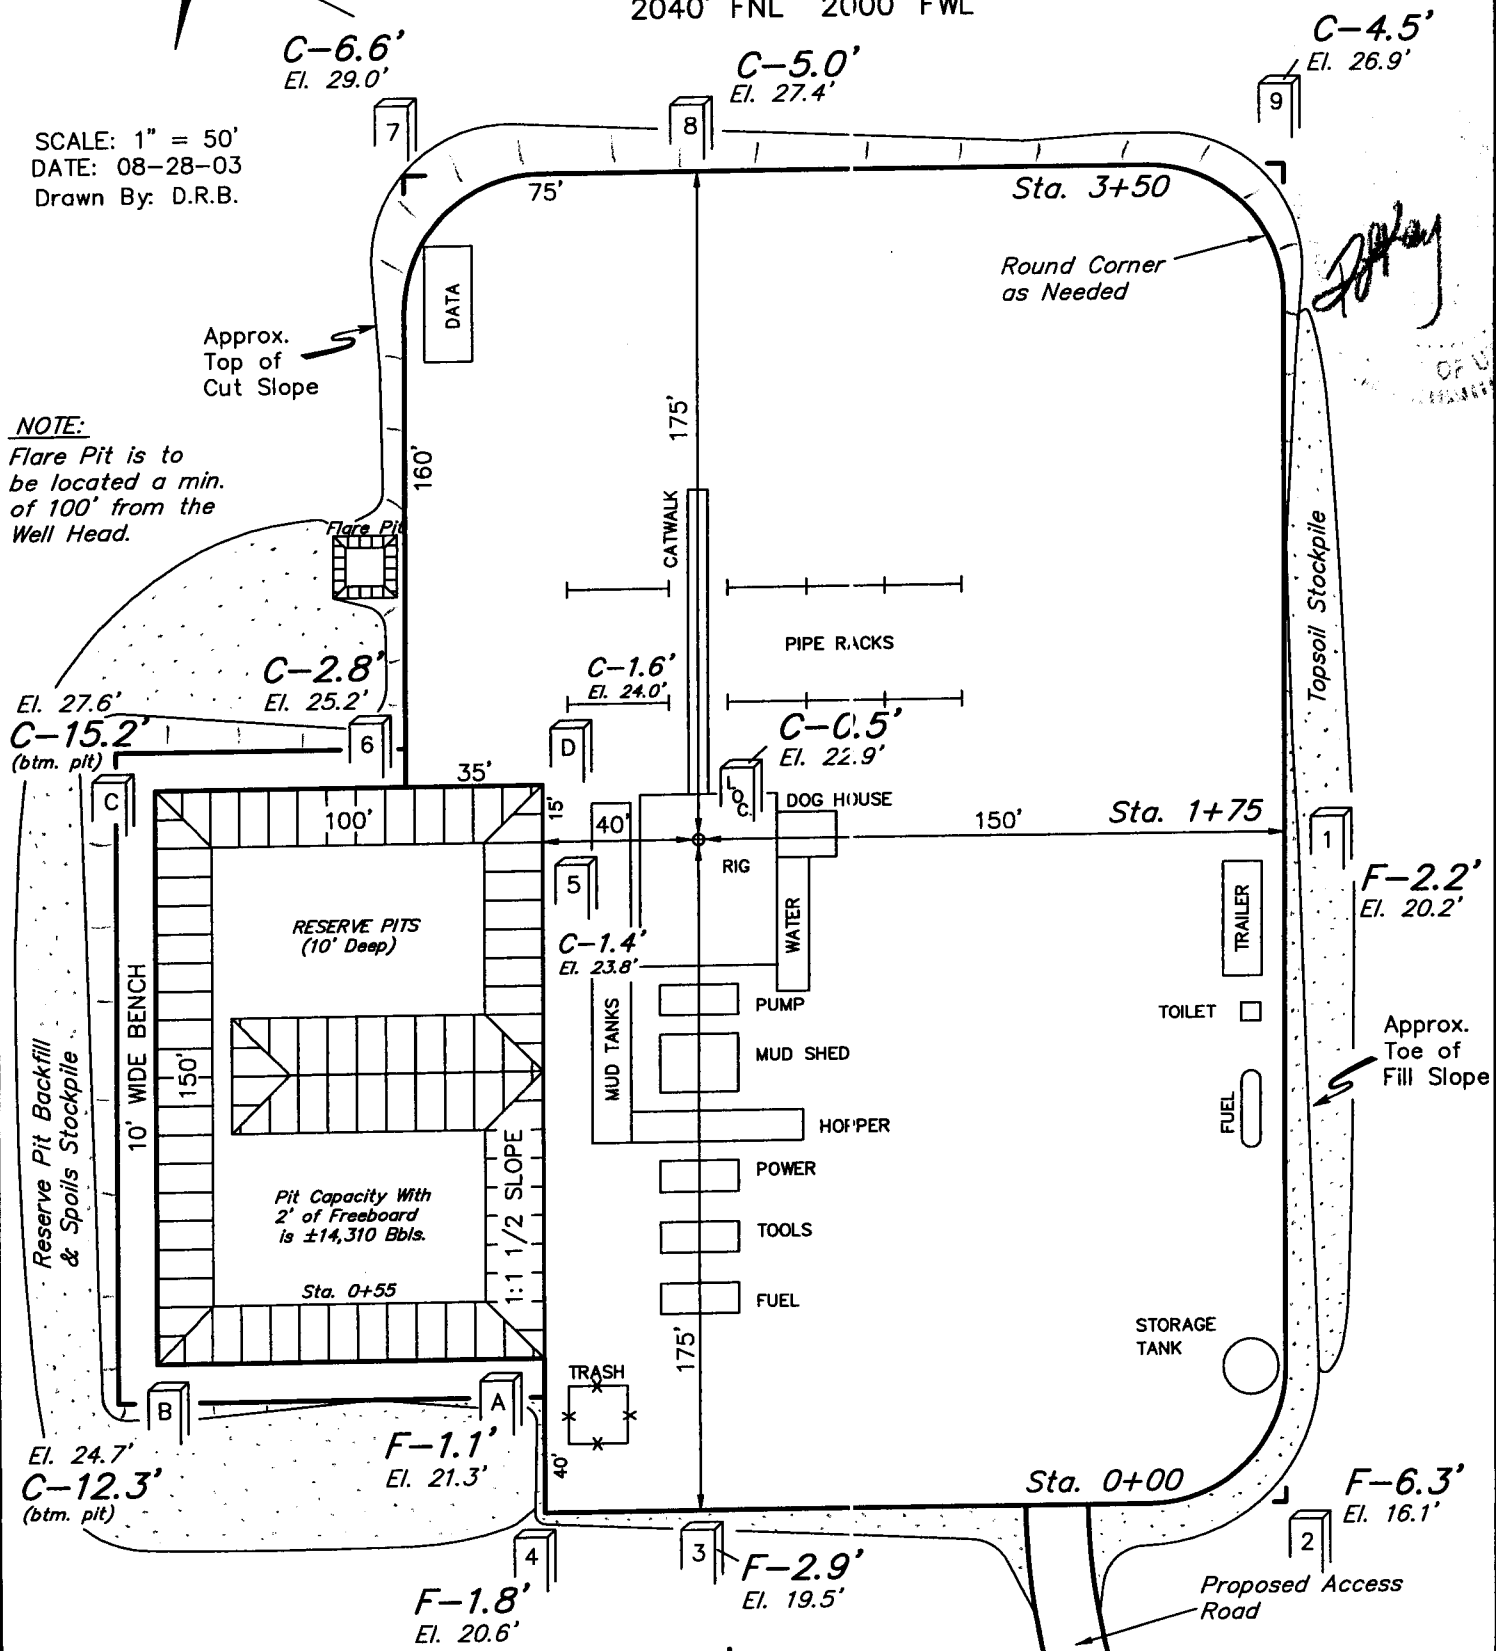 2040' FNL 2000' FWL
C-6.6'
El. 29.0'
7
C-5.0'
El. 27.4'
8
C-4.5'
El. 26.9'
9
SCALE: 1" = 50'
DATE: 08-28-03
Drawn By: D.R.B.
75'
Sta. 3+50
Round Corner
as Needed
DATA
Approx.
Top of
Cut Slope
175'
160'
NOTE:
Flare Pit is to
be located a min.
of 100' from the
Well Head.
Flare Pit
CATWALK
PIPE RACKS
Topsoil Stockpile
C-2.8'
El. 25.2'
6
C-1.6'
El. 24.0'
D
El. 27.6'
C-15.2'
(btm. pit)
C
C-0.5'
El. 22.9'
LOC.
35'
15'
100'
40'
DOG HOUSE
150'
Sta. 1+75
RIG
1
F-2.2'
El. 20.2'
5
C-1.4'
El. 23.8'
RESERVE PITS
(10' Deep)
WATER
TRAILER
10' WIDE BENCH
150'
MUD TANKS
PUMP
TOILET
MUD SHED
Approx.
Toe of
Fill Slope
FUEL
HOPPER
Reserve Pit Backfill
& Spoils Stockpile
1:1 1/2 SLOPE
POWER
Pit Capacity With
2' of Freeboard
is ±14,310 Bbls.
TOOLS
Sta. 0+55
FUEL
175'
STORAGE
TANK
TRASH
B
A
F-1.1'
El. 21.3'
40'
El. 24.7'
C-12.3'
(btm. pit)
Sta. 0+00
F-6.3'
El. 16.1'
2
4
F-1.8'
El. 20.6'
3
F-2.9'
El. 19.5'
Proposed Access
Road